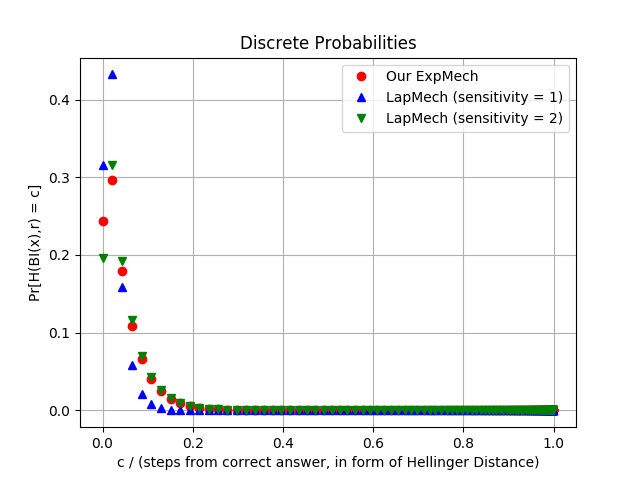 Discrete Probabilities
Our ExpMech
LapMech (sensitivity = 1)
LapMech (sensitivity = 2)
Pr[H(BI(x),r) = c]
0.4
0.3
0.2
0.1
0.0
0.0 0.2 0.4 0.6 0.8 1.0
c / (steps from correct answer, in form of Hellinger Distance)